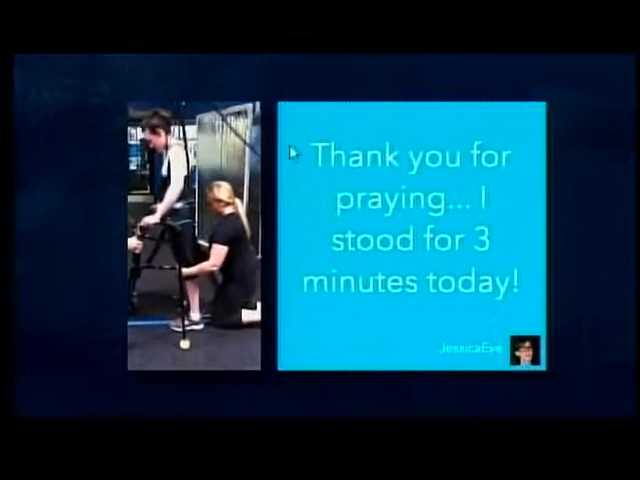 Thank you for
praying... I
stood for 3
minutes today!
JessicaEve